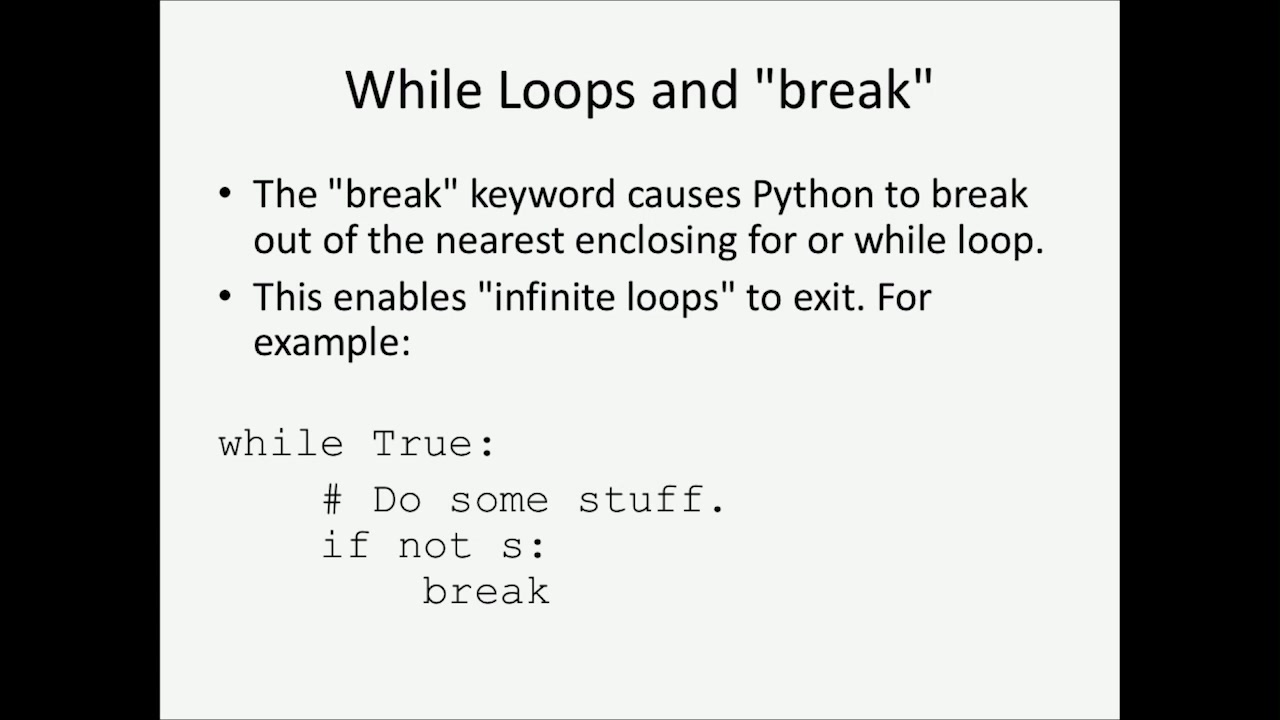 While Loops and "break"
• The "break" keyword causes Python to break
out of the nearest enclosing for or while loop.
• This enables "infinite loops" to exit. For
example:
while True:
    # Do some stuff.
    if not s:
        break